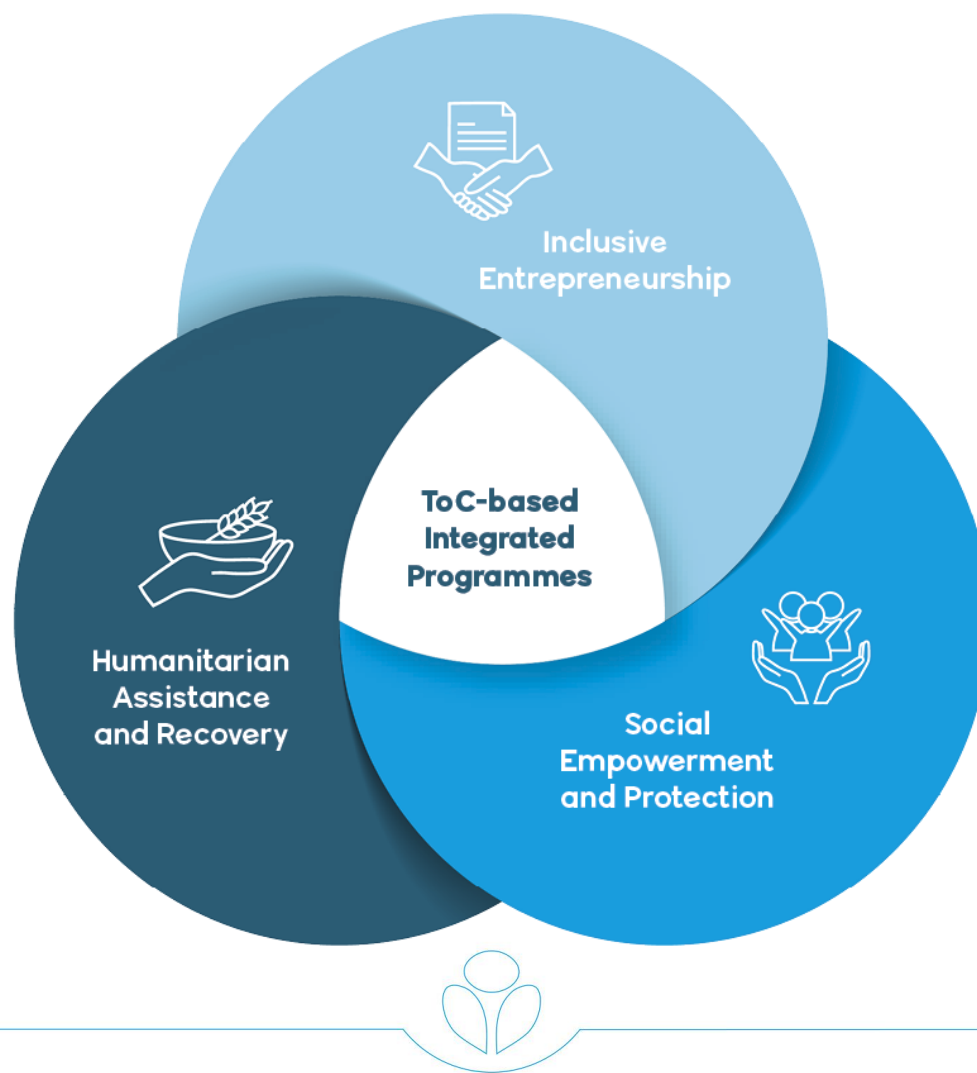 Inclusive
Entrepreneurship
ToC-based
Integrated
Programmes
Humanitarian
Assistance
and Recovery
Social
Empowerment
and Protection